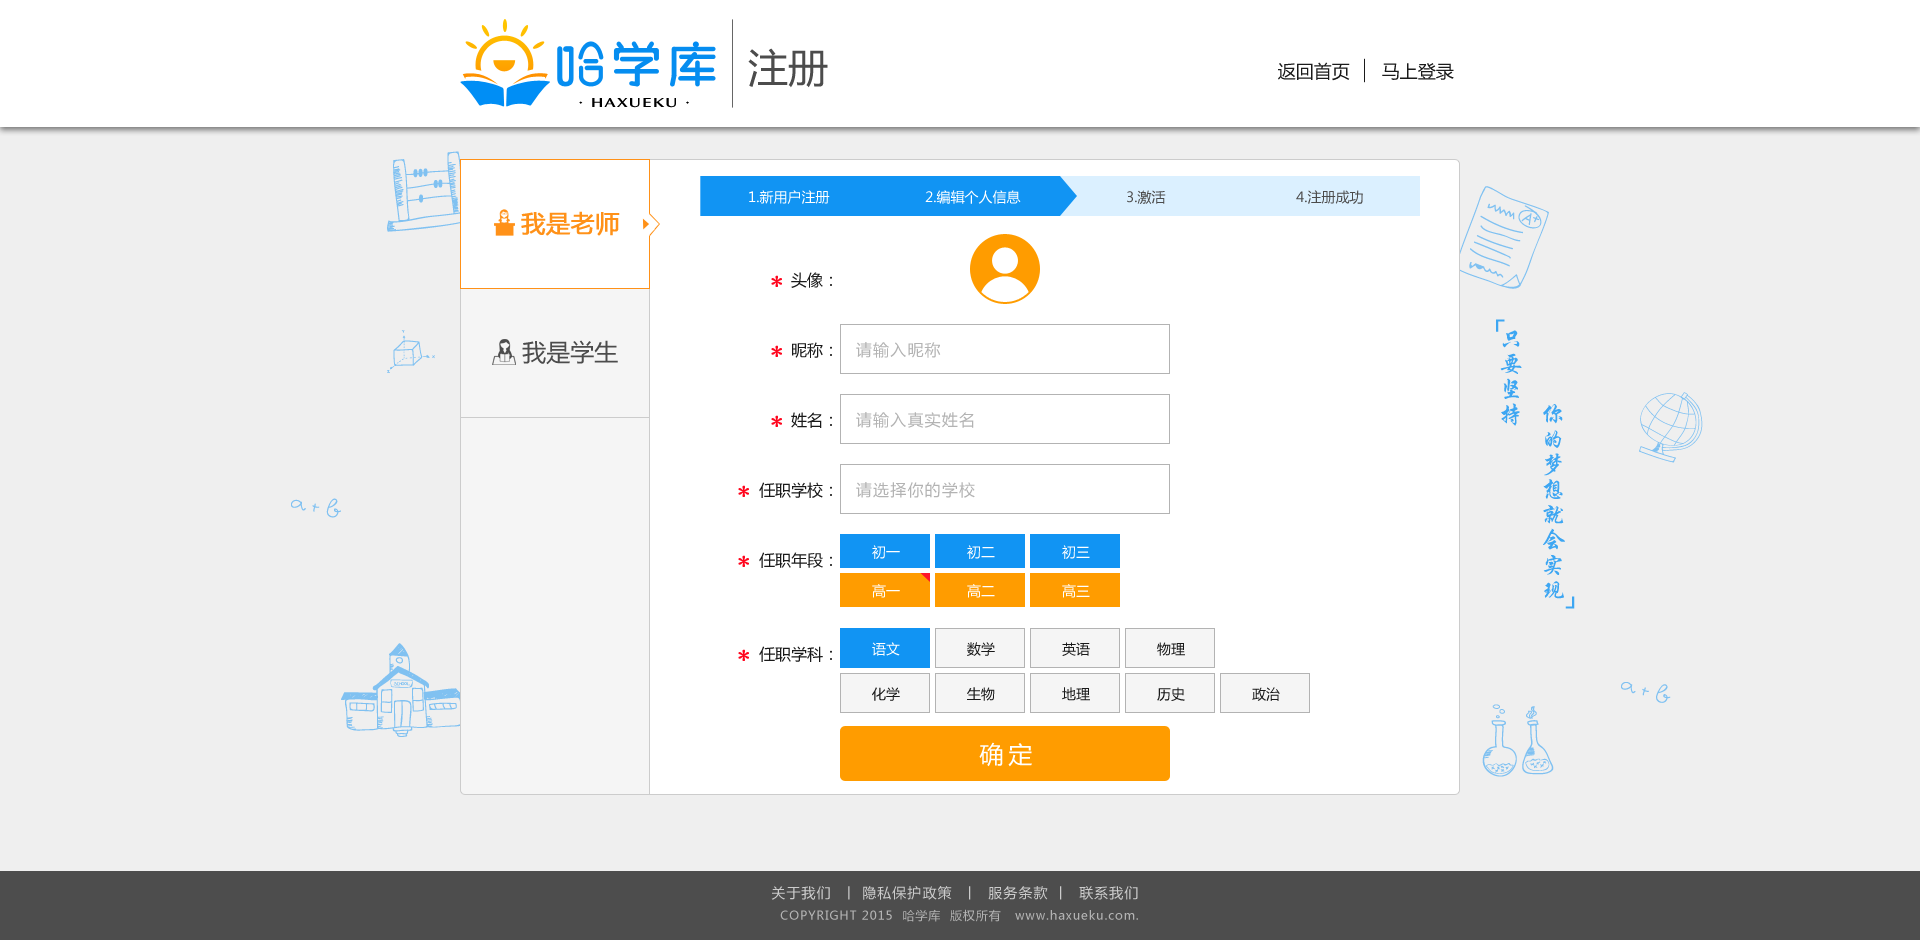 哈学库
· HAXUEKU ·
注册
返回首页 | 马上登录
我是老师
我是学生
1.新用户注册 2.编辑个人信息 3.激活 4.注册成功
* 头像：
* 昵称： 请输入昵称
* 姓名： 请输入真实姓名
* 任职学校： 请选择你的学校
* 任职年段： 初一 初二 初三
高一 高二 高三
* 任职学科： 语文 数学 英语 物理
化学 生物 地理 历史 政治
确定
A+
「只要坚持
你的梦想就会实现」
a+b
a+b
关于我们 | 隐私保护政策 | 服务条款 | 联系我们
COPYRIGHT 2015 哈学库 版权所有 www.haxueku.com.